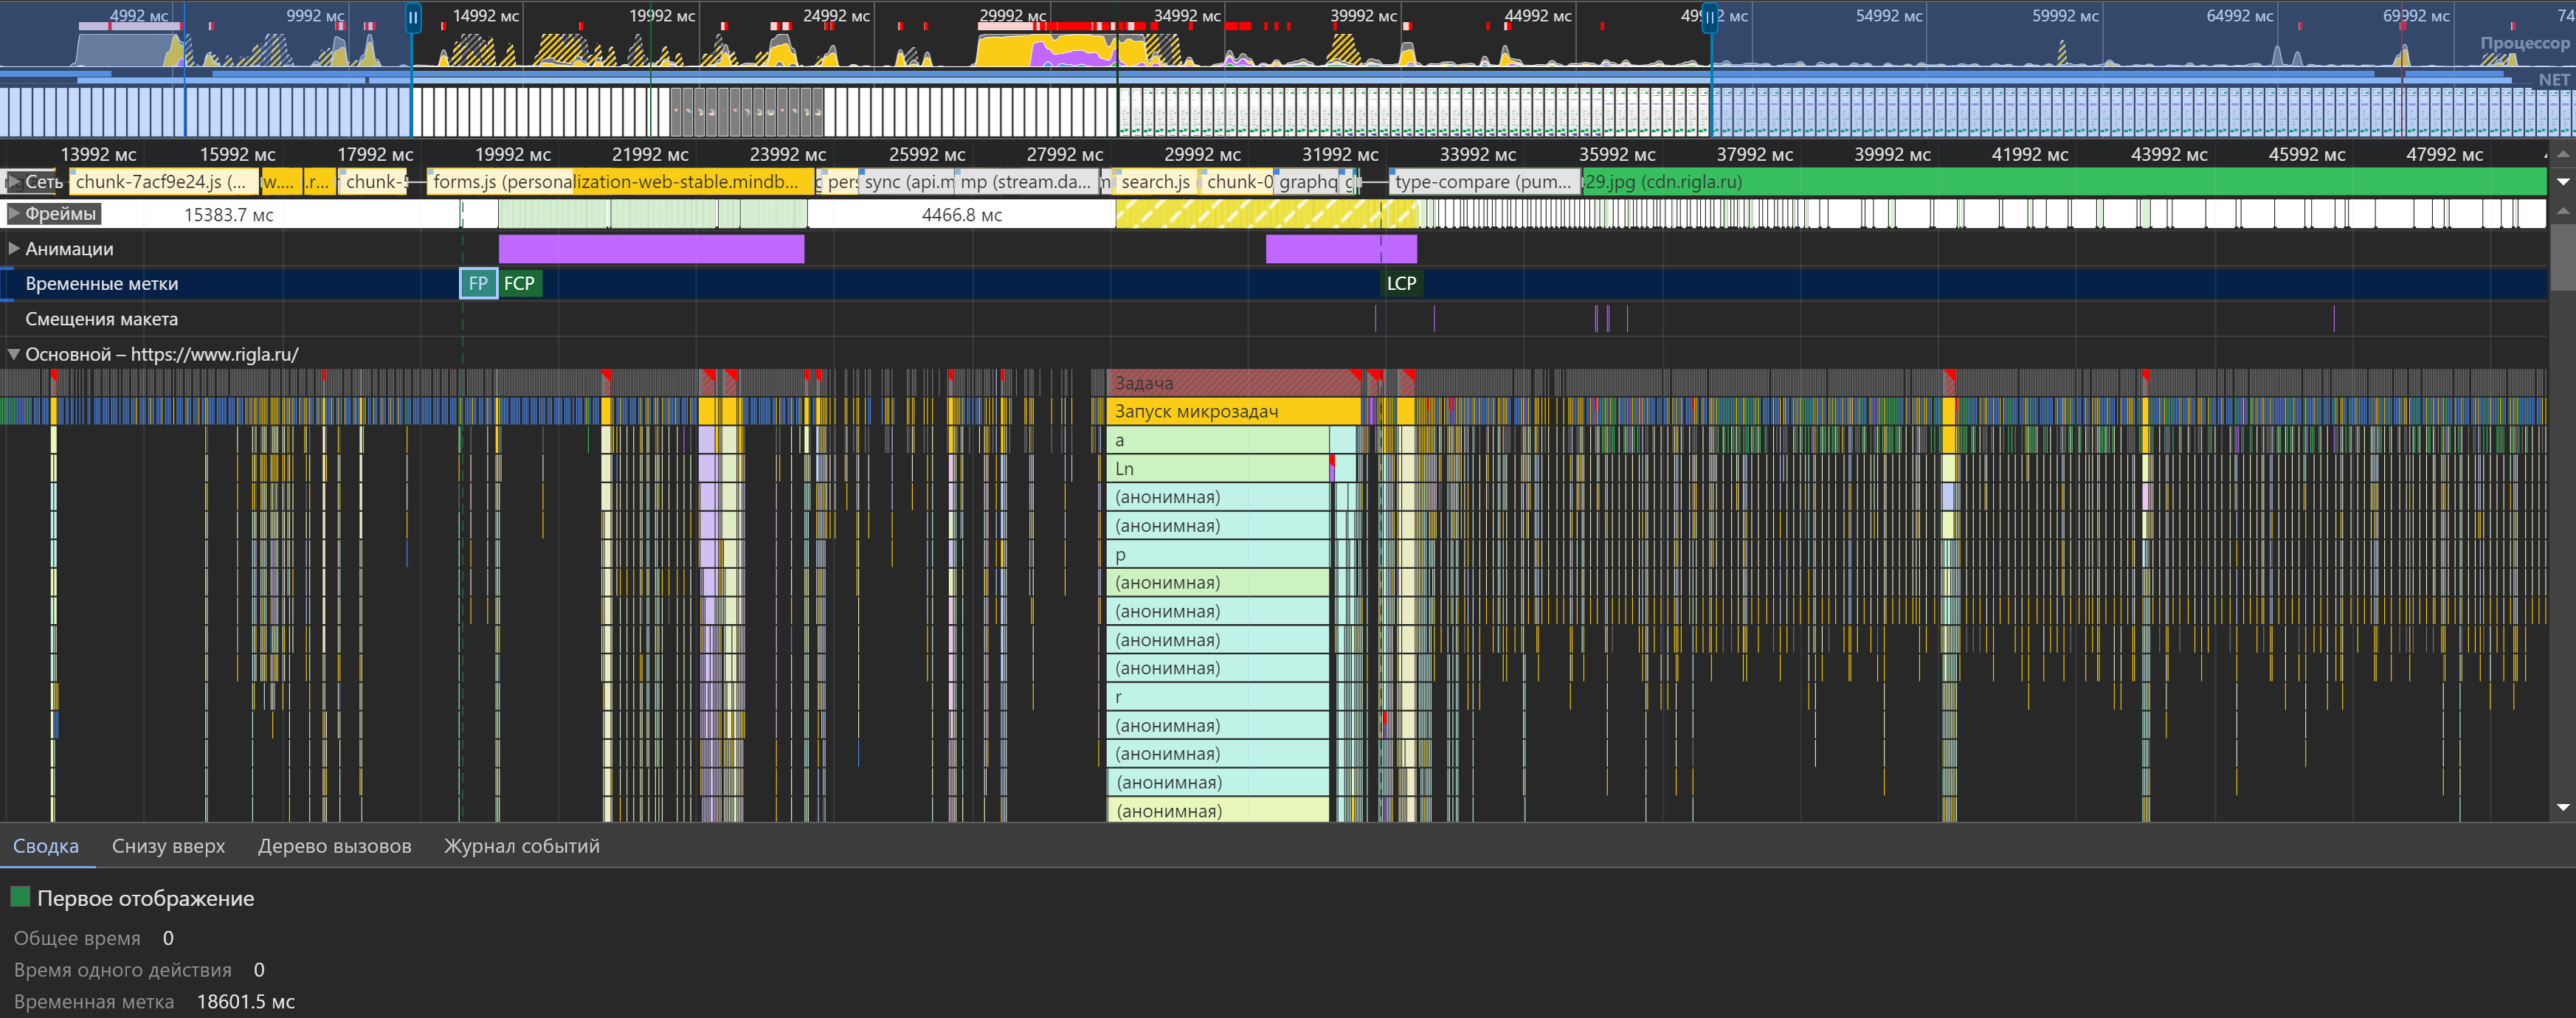 4992 мс 9992 мс 14992 мс 19992 мс 24992 мс 29992 мс 34992 мс 39992 мс 44992 мс 2 мс 54992 мс 59992 мс 64992 мс 69992 мс 74
Процессор
NET
13992 мс 15992 мс 17992 мс 19992 мс 21992 мс 23992 мс 25992 мс 27992 мс 29992 мс 31992 мс 33992 мс 35992 мс 37992 мс 39992 мс 41992 мс 43992 мс 45992 мс 47992 мс
Сеть chunk-7acf9e24.js (... w.... .r... chunk- forms.js (personalization-web-stable.mindb... pers sync (api.m mp (stream.da... search.js chunk-0 graphq type-compare (pum... 29.jpg (cdn.rigla.ru)
Фреймы 15383.7 мс 4466.8 мс
Анимации
Временные метки FP FCP LCP
Смещения макета
Основной – https://www.rigla.ru/
Задача
Запуск микрозадач
a
Ln
(анонимная)
(анонимная)
p
(анонимная)
(анонимная)
(анонимная)
(анонимная)
r
(анонимная)
(анонимная)
(анонимная)
(анонимная)
Сводка Снизу вверх Дерево вызовов Журнал событий
Первое отображение
Общее время 0
Время одного действия 0
Временная метка 18601.5 мс